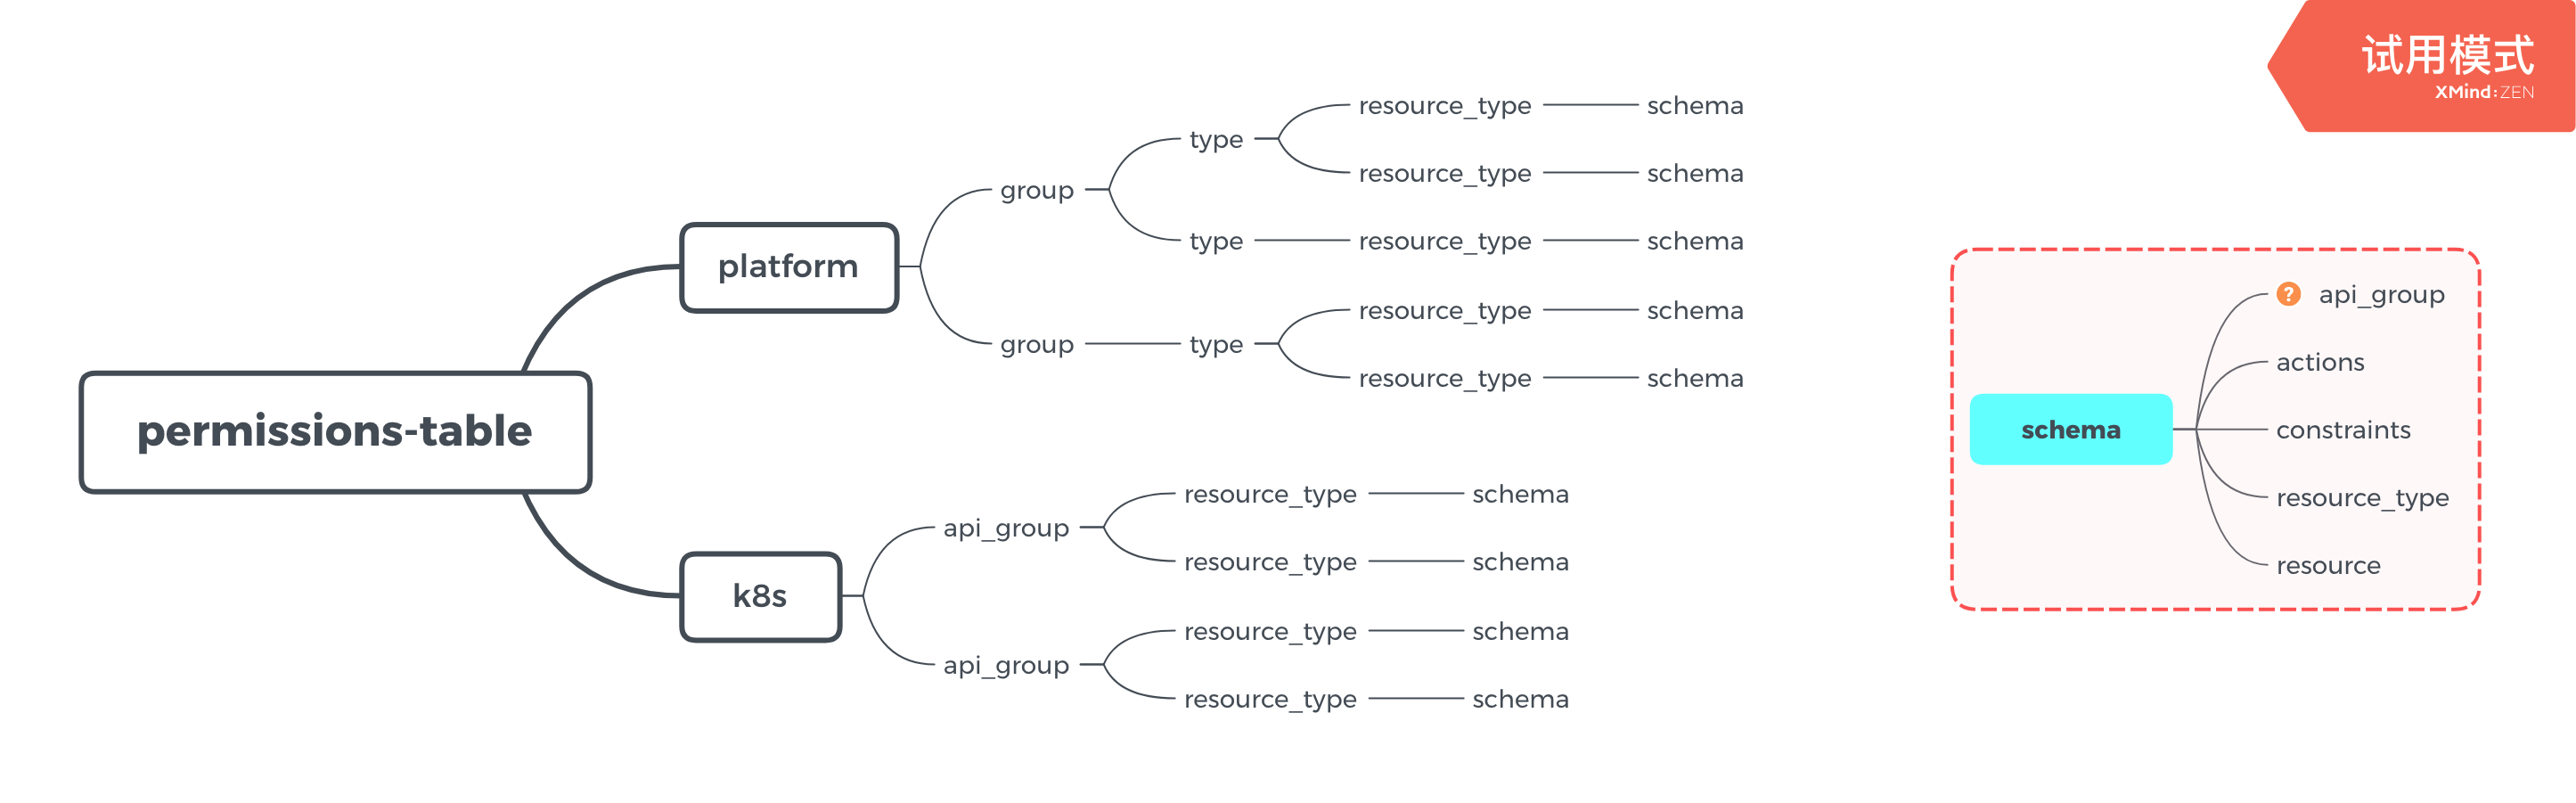 试用模式
XMind:ZEN
permissions-table
platform
group
type
resource_type
schema
resource_type
schema
type
resource_type
schema
group
type
resource_type
schema
resource_type
schema
k8s
api_group
resource_type
schema
resource_type
schema
api_group
resource_type
schema
resource_type
schema
schema
? api_group
actions
constraints
resource_type
resource